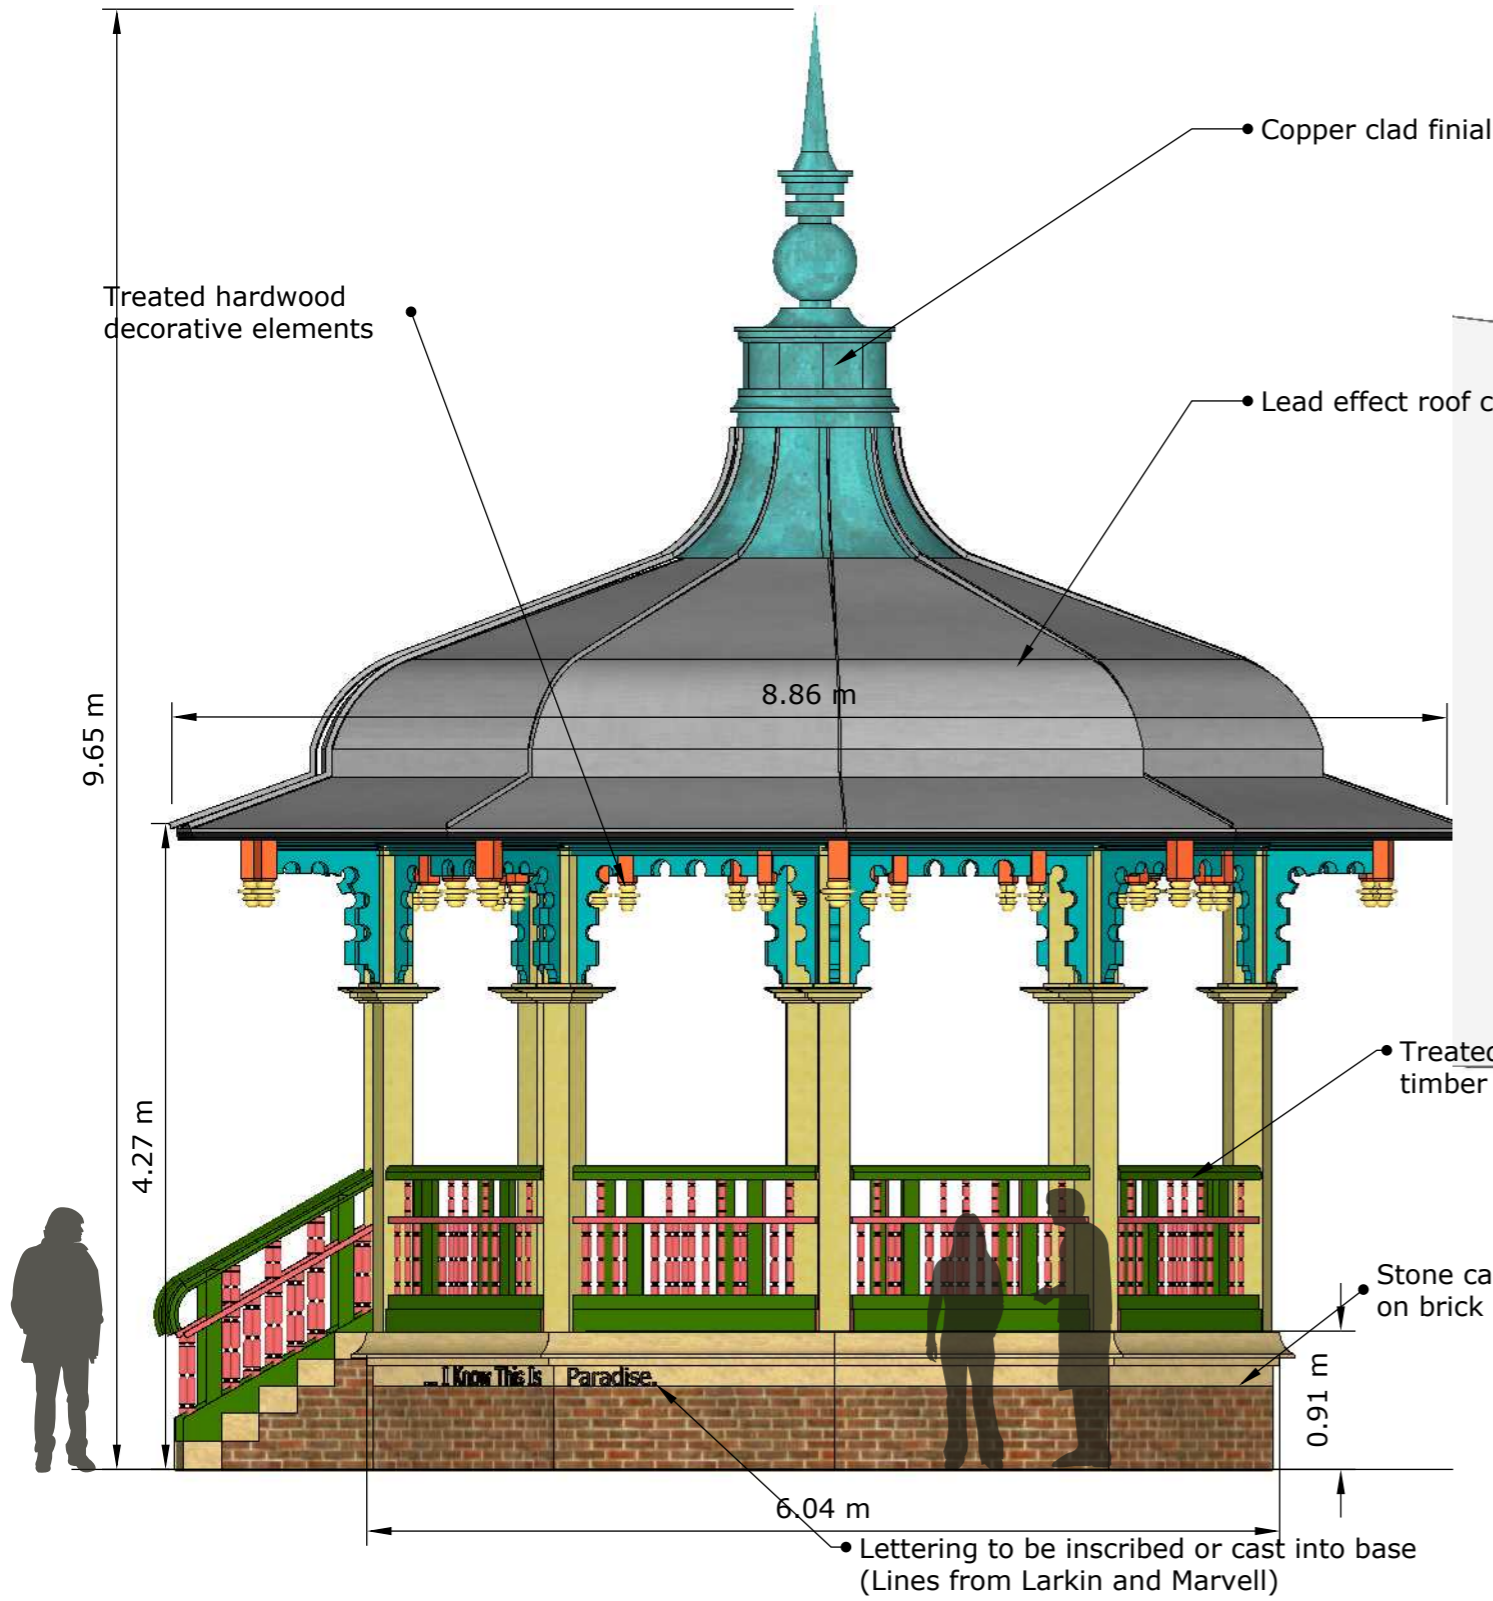 Copper clad finial
Treated hardwood
decorative elements
Lead effect roof c
8.86 m
9.65 m
4.27 m
Treated
timber
Stone ca
on brick
... I Know This Is Paradise.
0.91 m
6.04 m
Lettering to be inscribed or cast into base
(Lines from Larkin and Marvell)